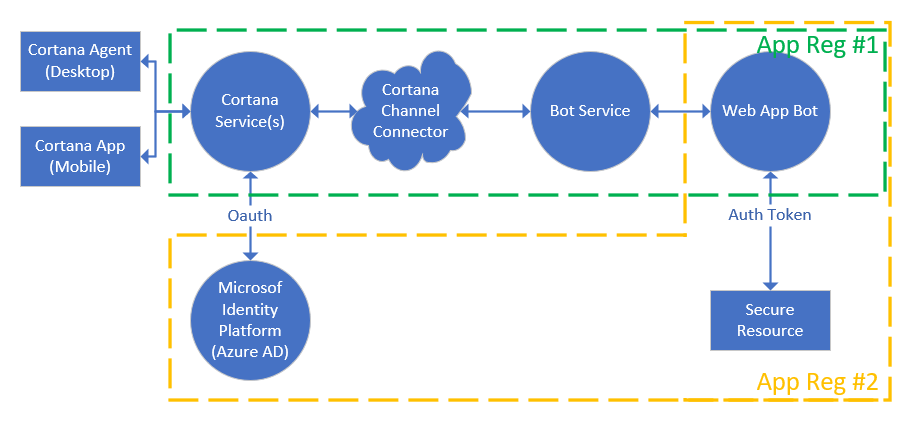 App Reg #1
Cortana Agent
(Desktop)
Cortana App
(Mobile)
Cortana
Service(s)
Cortana
Channel
Connector
Bot Service
Web App Bot
Oauth
Auth Token
Microsof
Identity
Platform
(Azure AD)
Secure
Resource
App Reg #2